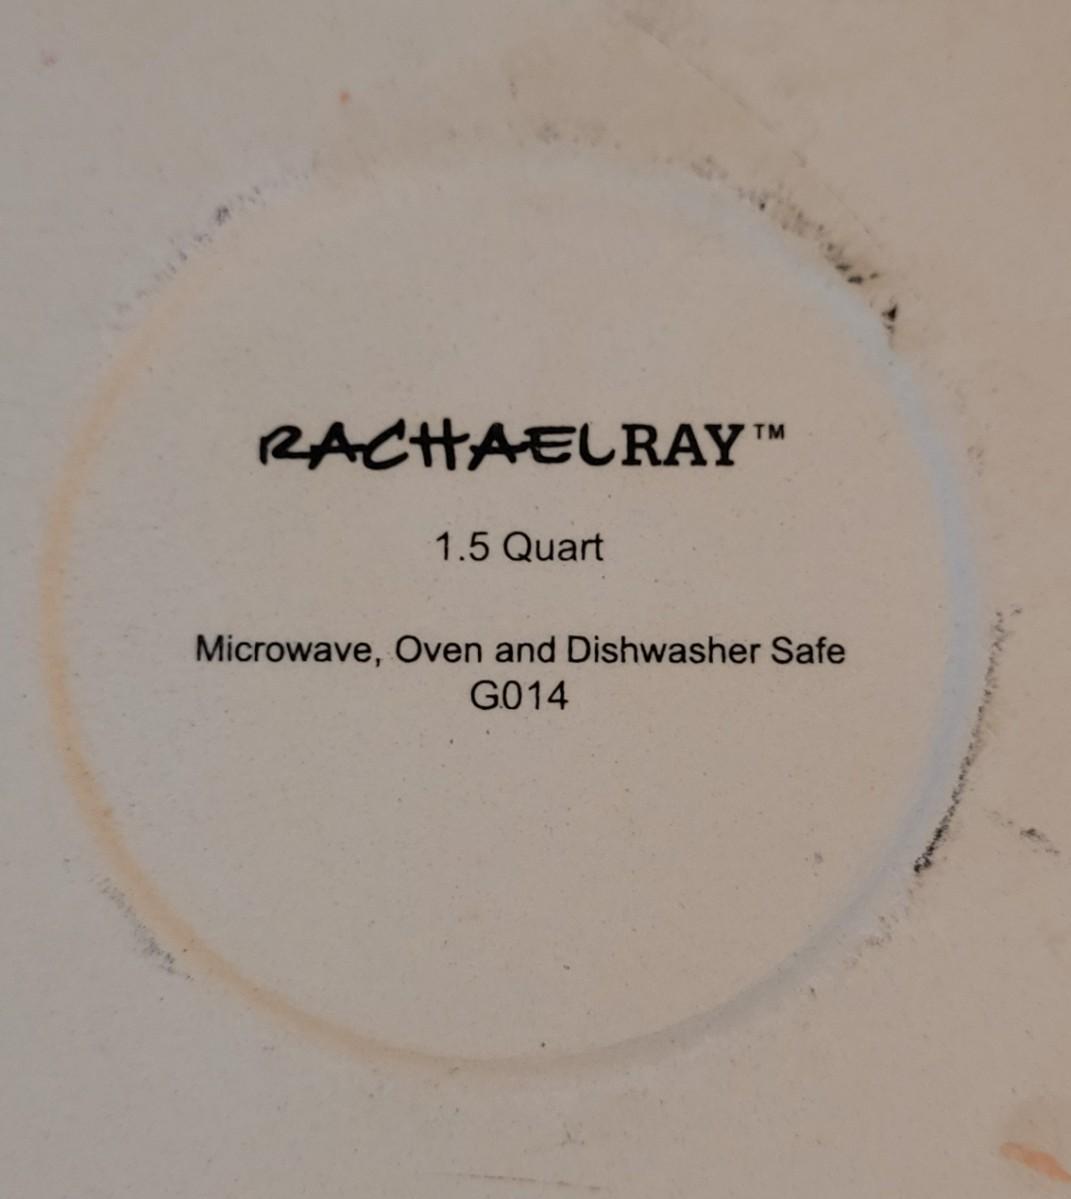 RACHAELRAY™
1.5 Quart
Microwave, Oven and Dishwasher Safe
G014